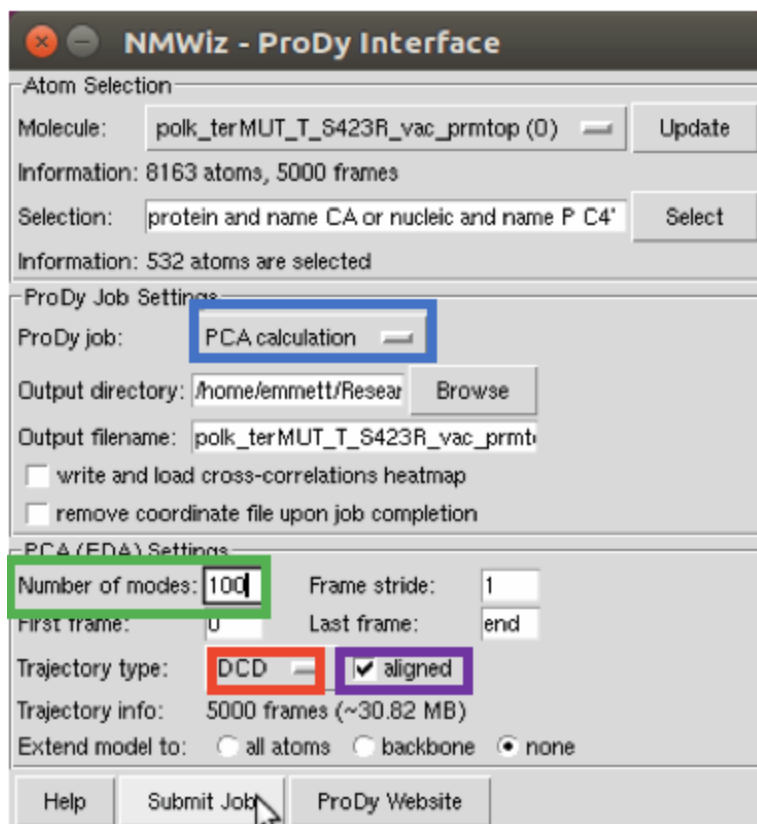 NMWiz - ProDy Interface
Atom Selection
Molecule: polk_terMUT_T_S423R_vac_prmtop (0) Update
Information: 8163 atoms, 5000 frames
Selection: protein and name CA or nucleic and name P C4' Select
Information: 532 atoms are selected
ProDy Job Settings
ProDy job: PCA calculation
Output directory: /home/emmett/Resear Browse
Output filename: polk_terMUT_T_S423R_vac_prmt
write and load cross-correlations heatmap
remove coordinate file upon job completion
PCA (EDA) Settings
Number of modes: 100 Frame stride: 1
First frame: 0 Last frame: end
Trajectory type: DCD aligned
Trajectory info: 5000 frames (~30.82 MB)
Extend model to: all atoms backbone none
Help Submit Job ProDy Website